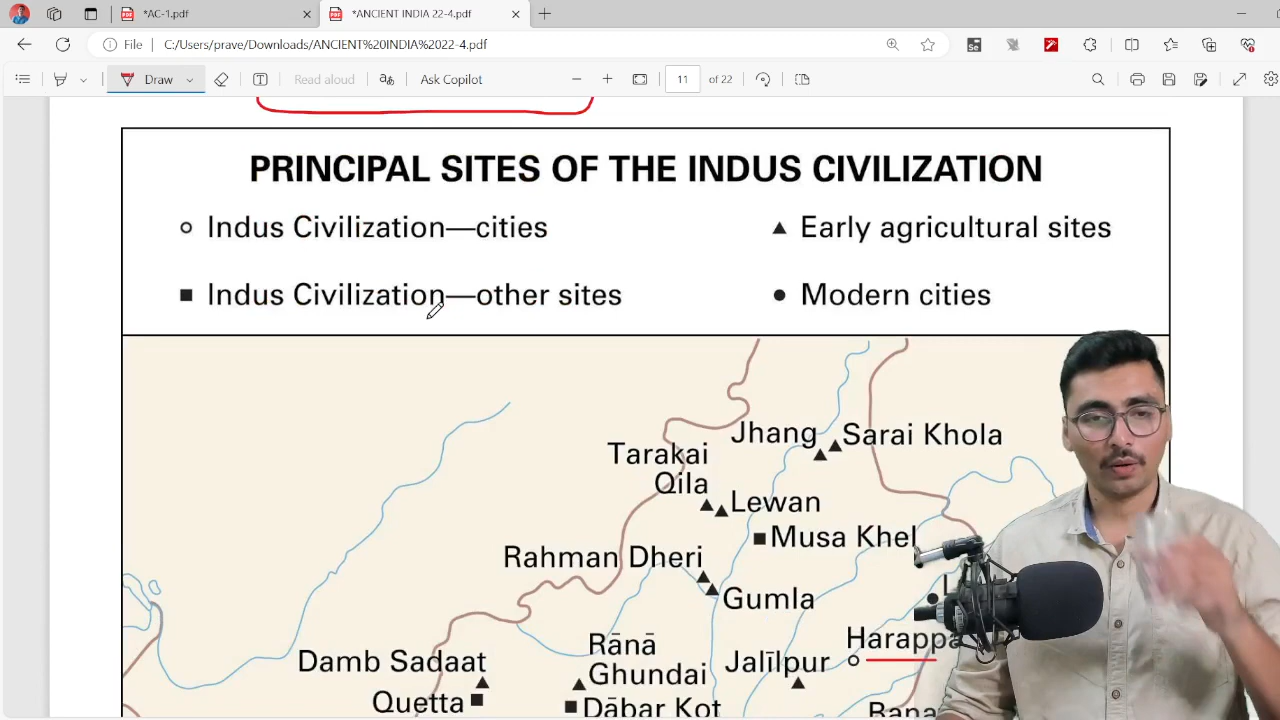 *AC-1.pdf
*ANCIENT INDIA 22-4.pdf
File
C:/Users/prave/Downloads/ANCIENT%20INDIA%2022-4.pdf
Se
Draw
Read aloud
aあ
Ask Copilot
11
of 22
PRINCIPAL SITES OF THE INDUS CIVILIZATION
Indus Civilization—cities
Early agricultural sites
Indus Civilization—other sites
Modern cities
Jhang
Sarai Khola
Tarakai
Qila
Lewan
Musa Khel
Rahman Dheri
Gumla
Harappa
Rānā
Ghundai
Jalīlpur
Damb Sadaat
Quetta
Dābar Kot